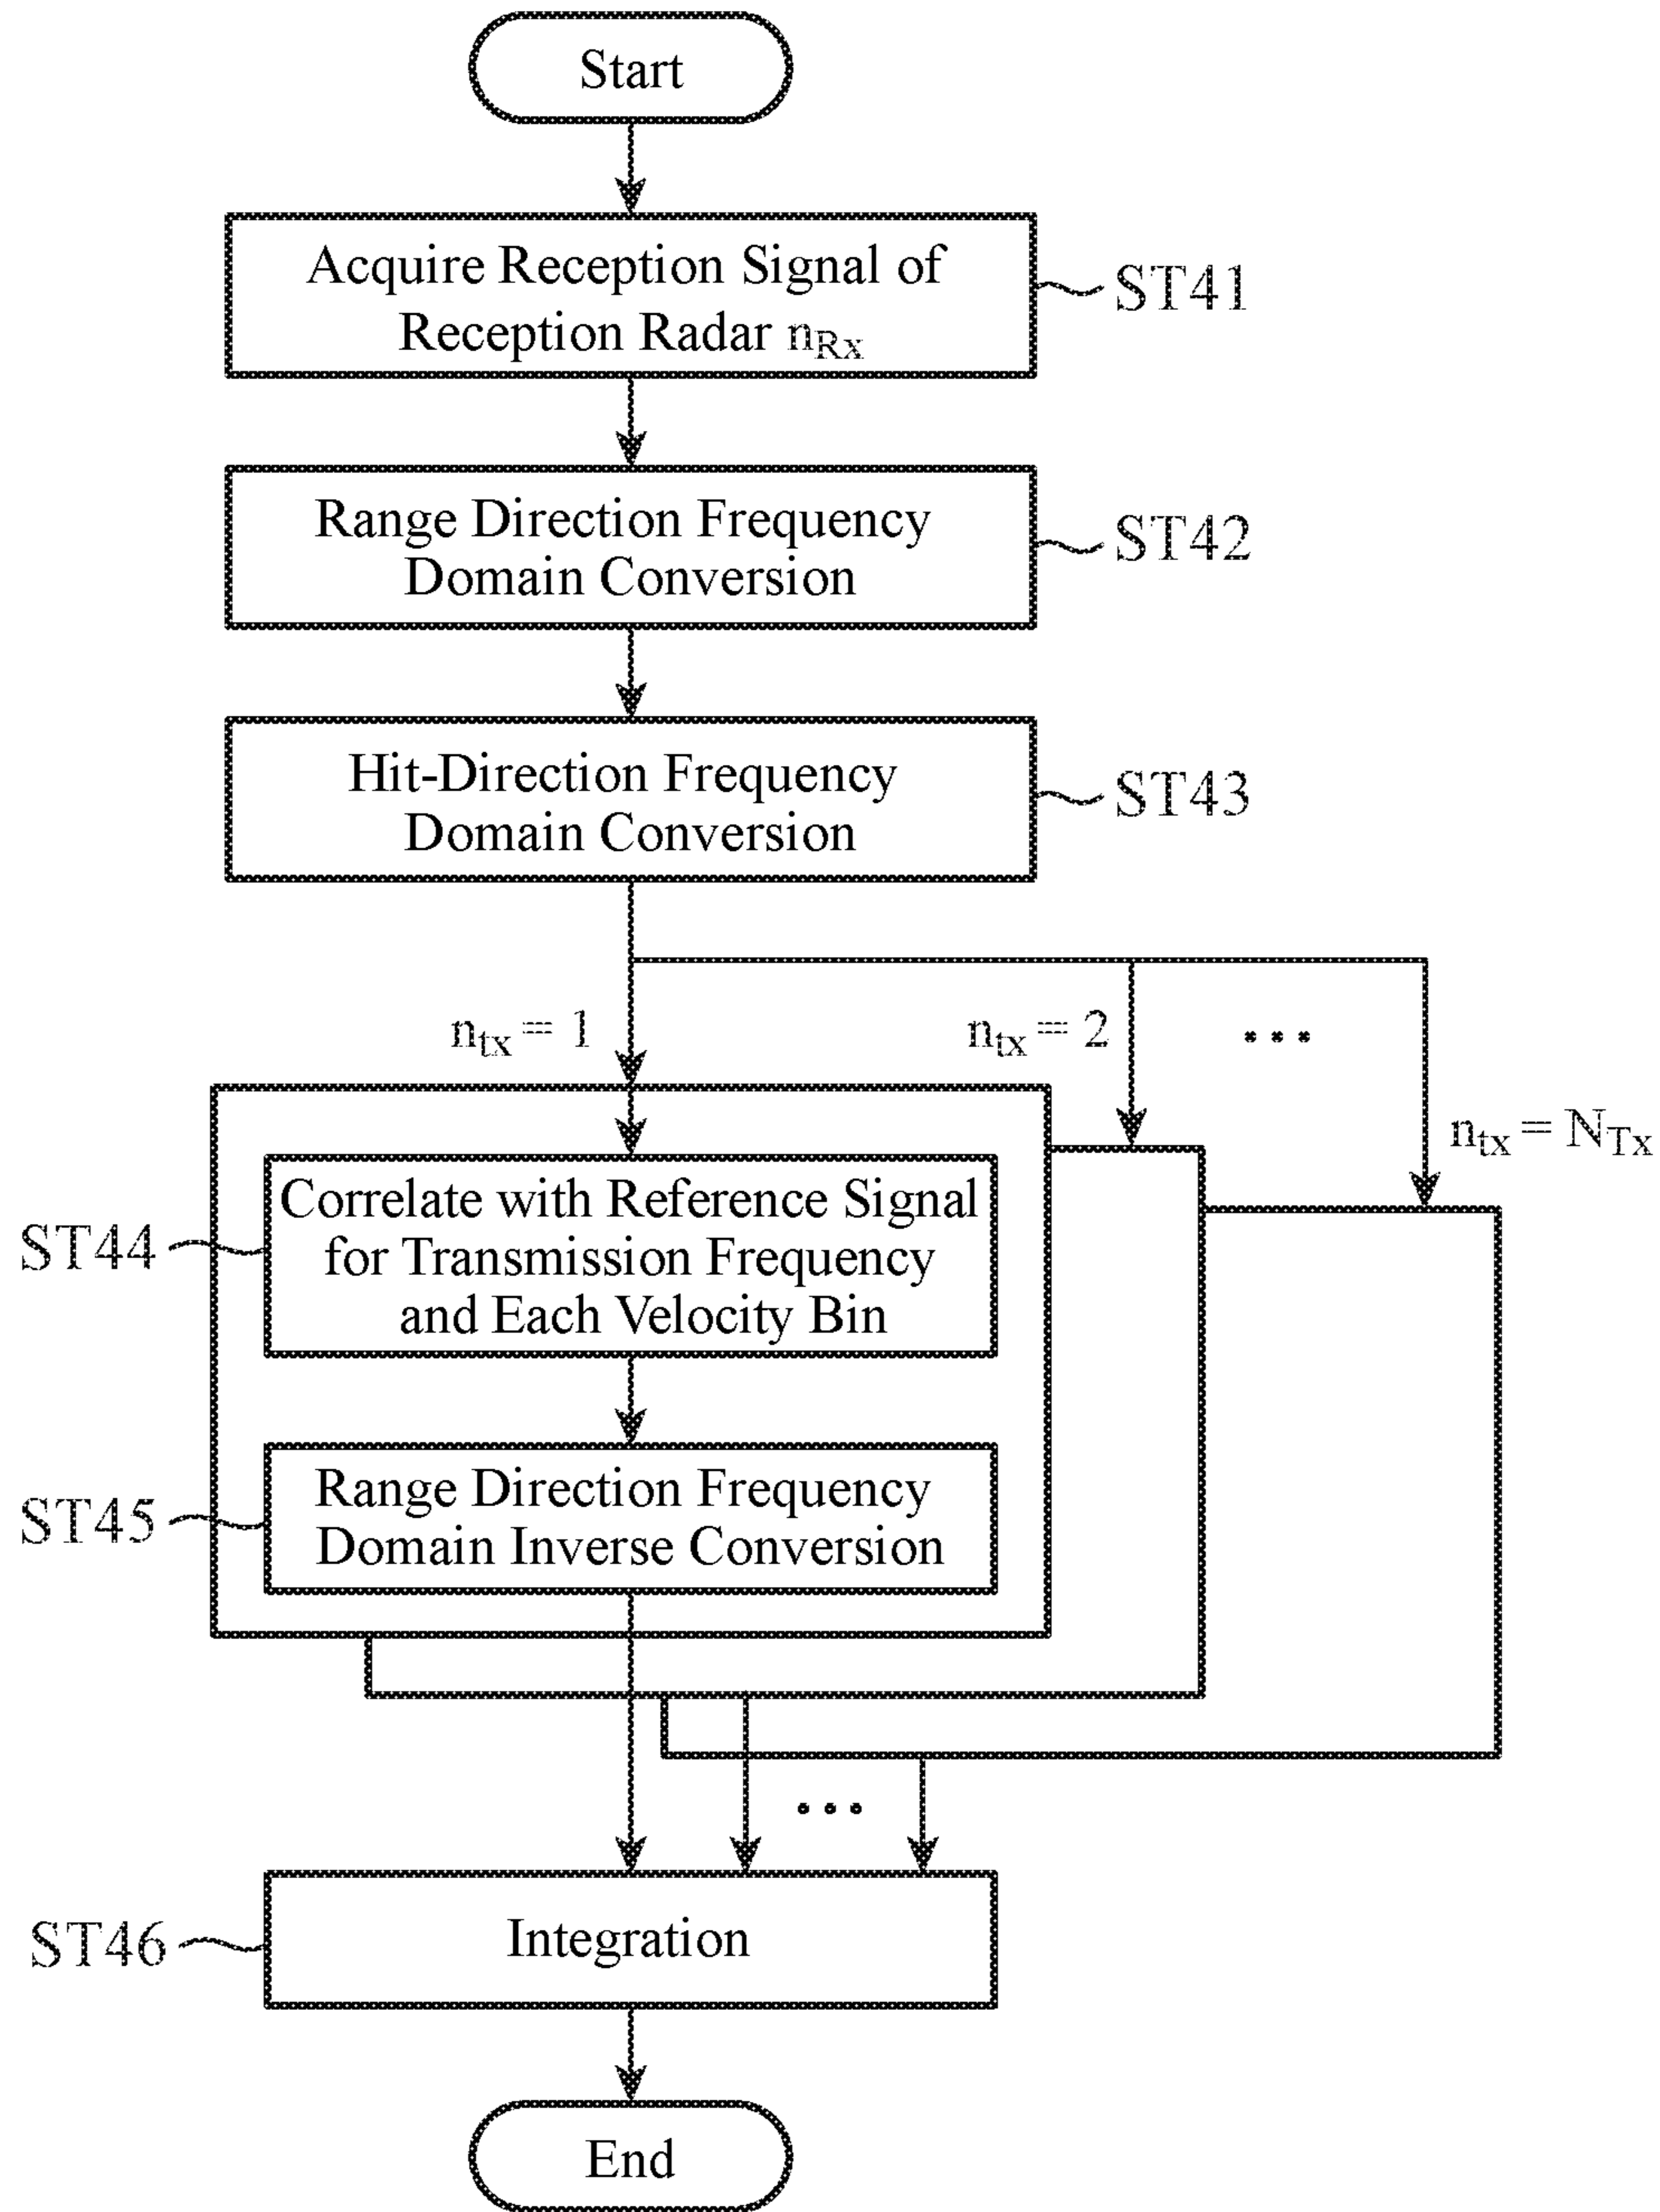 Start
Acquire Reception Signal of
Reception Radar nRx
ST41
Range Direction Frequency
Domain Conversion
ST42
Hit-Direction Frequency
Domain Conversion
ST43
ntx = 1
ntx = 2
...
ntx = NTx
Correlate with Reference Signal
for Transmission Frequency
and Each Velocity Bin
ST44
Range Direction Frequency
Domain Inverse Conversion
ST45
...
Integration
ST46
End